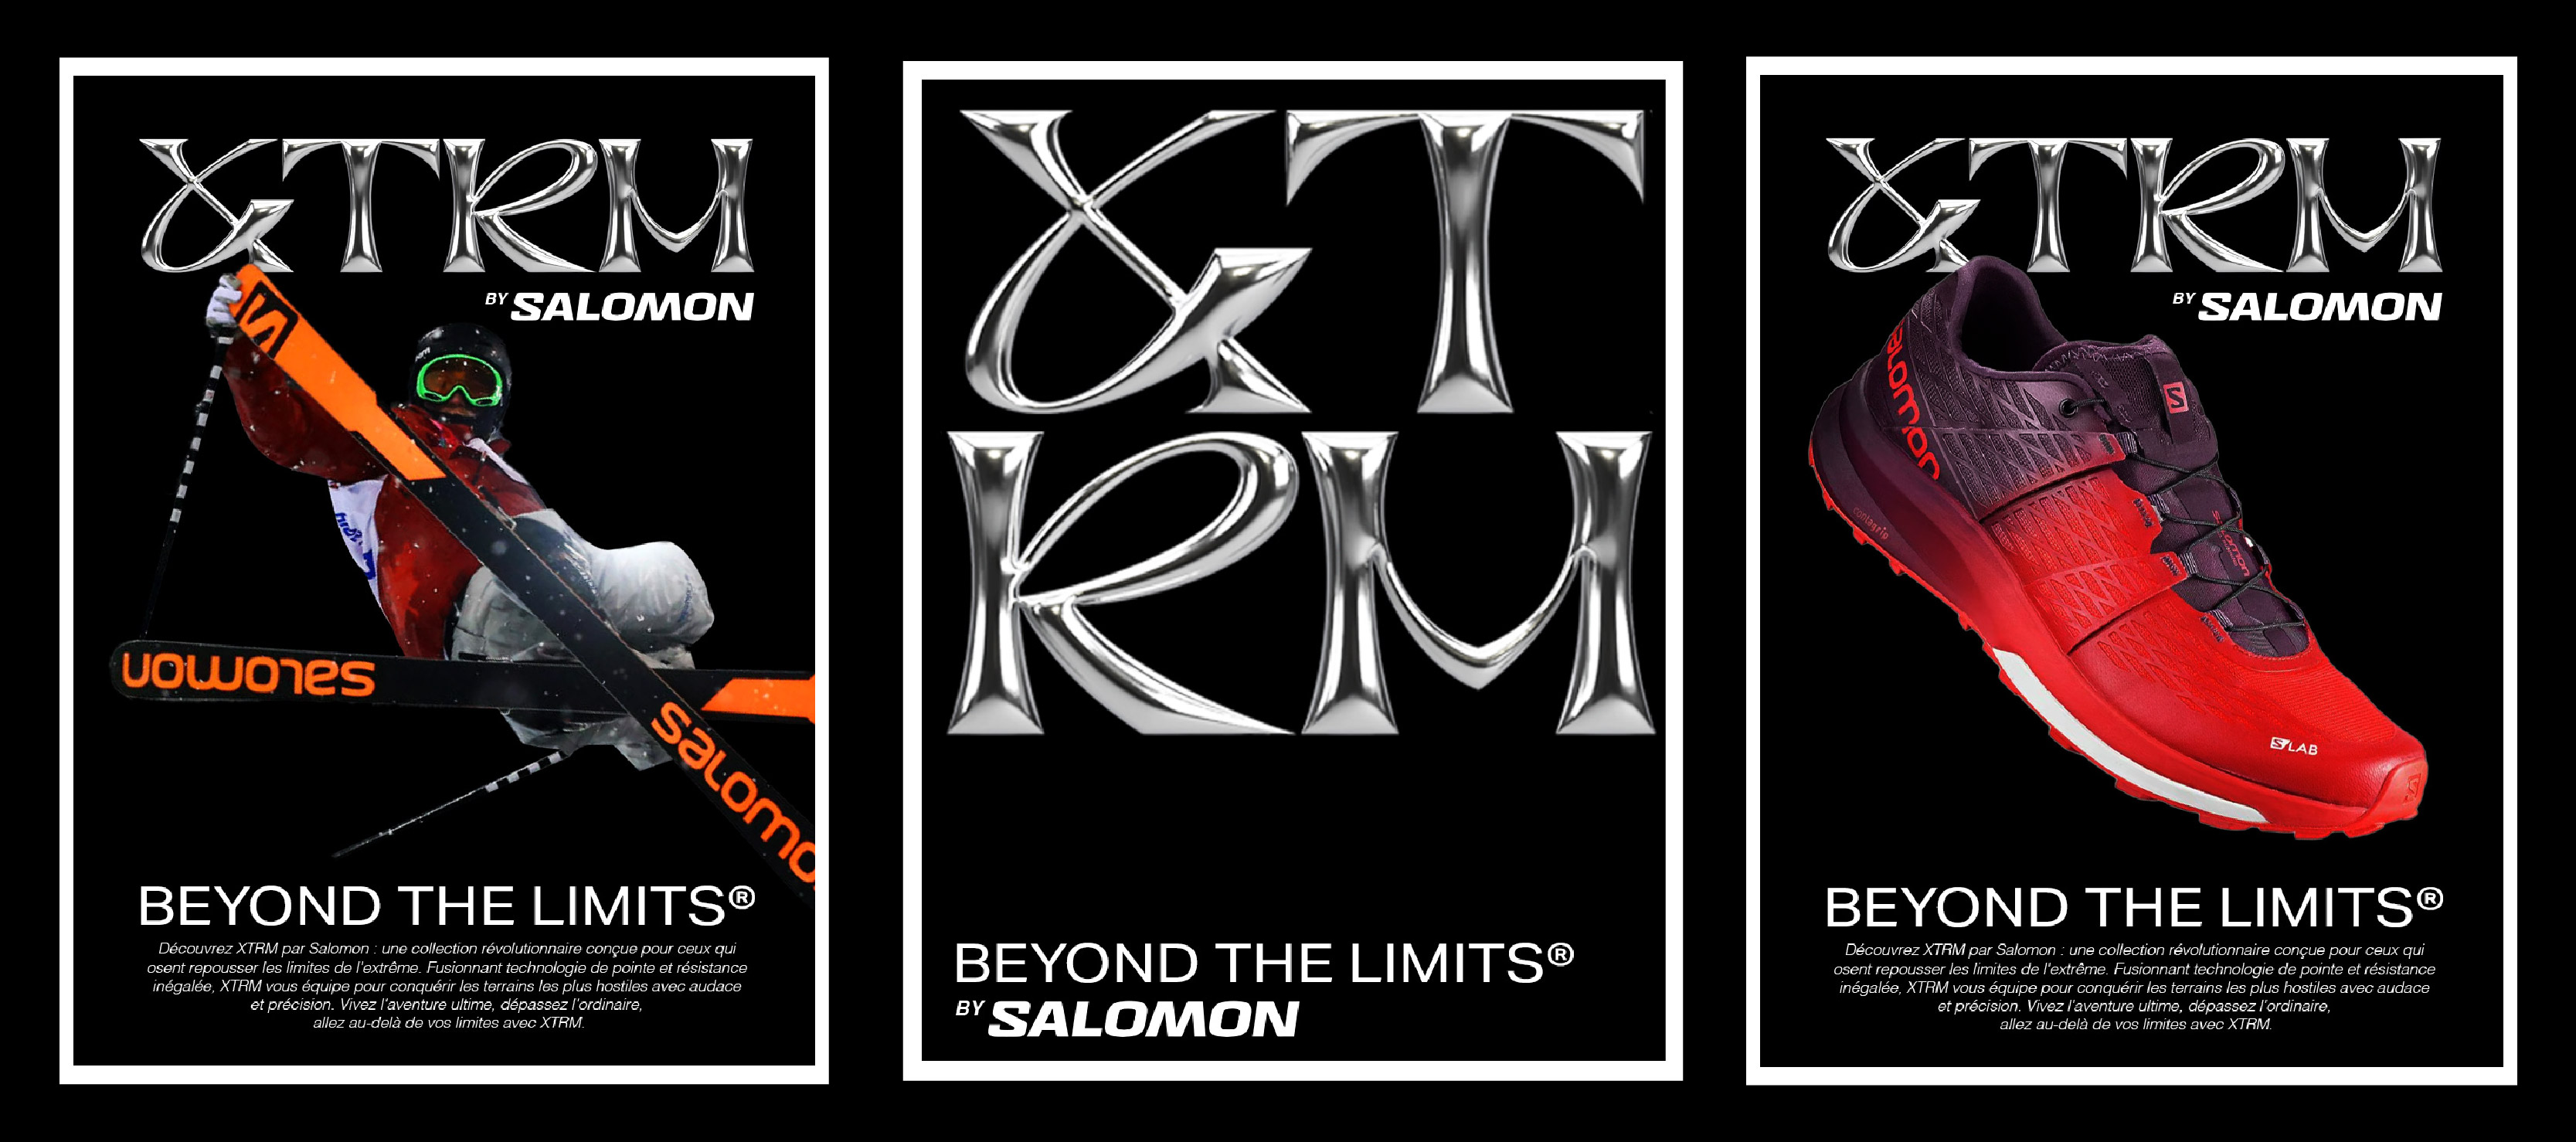 XTRM
BY SALOMON
salomon
salomo
BEYOND THE LIMITS®
Découvrez XTRM par Salomon : une collection révolutionnaire conçue pour ceux qui
osent repousser les limites de l'extrême. Fusionnant technologie de pointe et résistance
inégalée, XTRM vous équipe pour conquérir les terrains les plus hostiles avec audace
et précision. Vivez l'aventure ultime, dépassez l'ordinaire,
allez au-delà de vos limites avec XTRM.
XT
RM
BEYOND THE LIMITS®
BY SALOMON
XTRM
BY SALOMON
salomon
contagrip
S
salomon
S/LAB
BEYOND THE LIMITS®
Découvrez XTRM par Salomon : une collection révolutionnaire conçue pour ceux qui
osent repousser les limites de l'extrême. Fusionnant technologie de pointe et résistance
inégalée, XTRM vous équipe pour conquérir les terrains les plus hostiles avec audace
et précision. Vivez l'aventure ultime, dépassez l'ordinaire,
allez au-delà de vos limites avec XTRM.